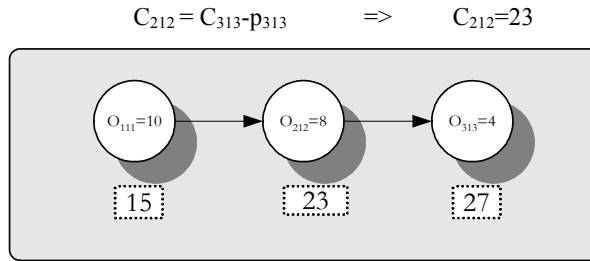 C₂₁₂ = C₃₁₃-p₃₁₃ => C₂₁₂=23
O₁₁₁=10 O₂₁₂=8 O₃₁₃=4
15 23 27